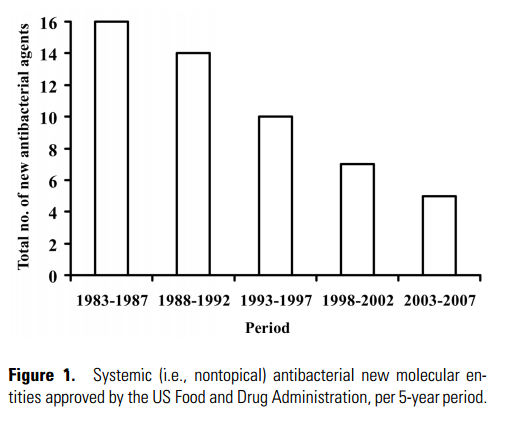 Total no. of new antibacterial agents
16
14
12
10
8
6
4
2
0
1983-1987 1988-1992 1993-1997 1998-2002 2003-2007
Period
Figure 1. Systemic (i.e., nontopical) antibacterial new molecular en-
tities approved by the US Food and Drug Administration, per 5-year period.